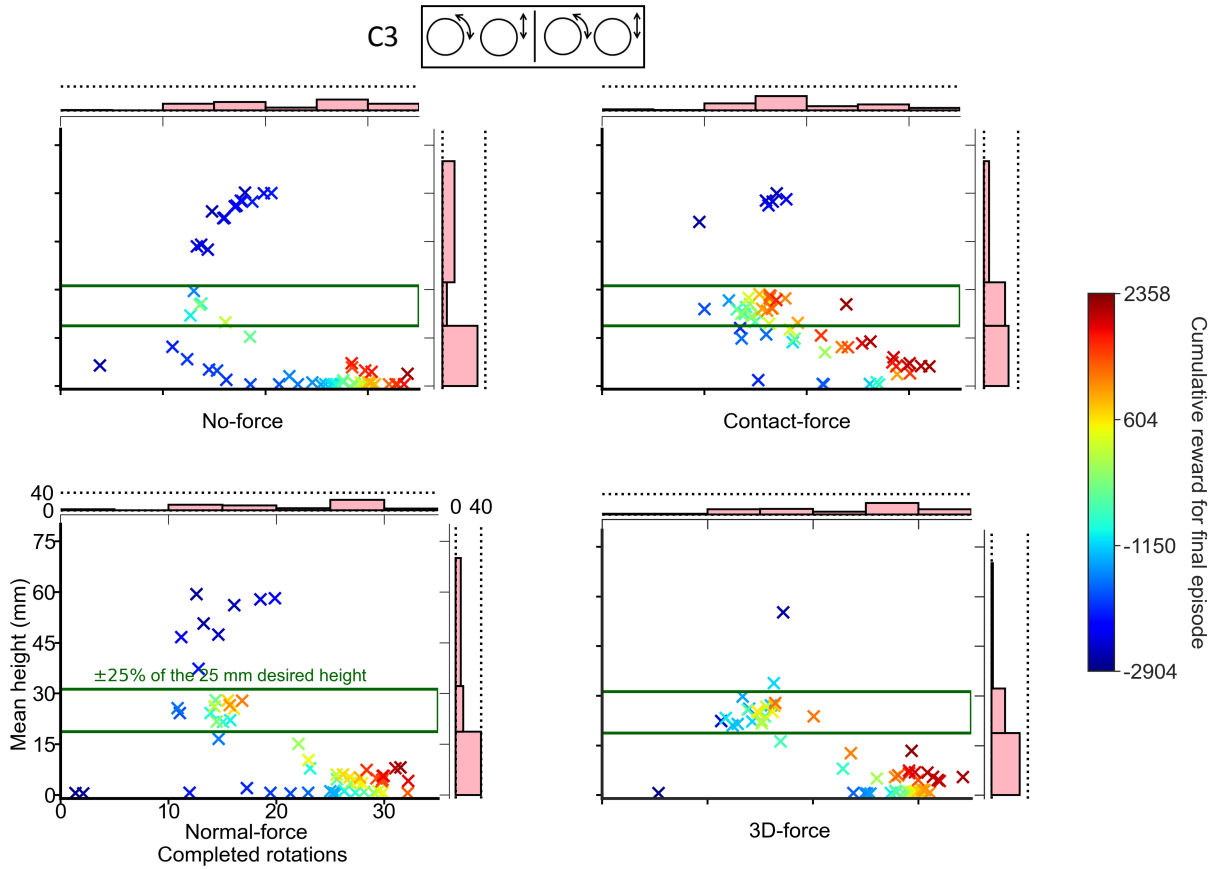 C3
No-force
Contact-force
40
0
0 40
75
60
45
30
15
0
Mean height (mm)
±25% of the 25 mm desired height
0 10 20 30
Normal-force
Completed rotations
3D-force
2358
604
-1150
-2904
Cumulative reward for final episode